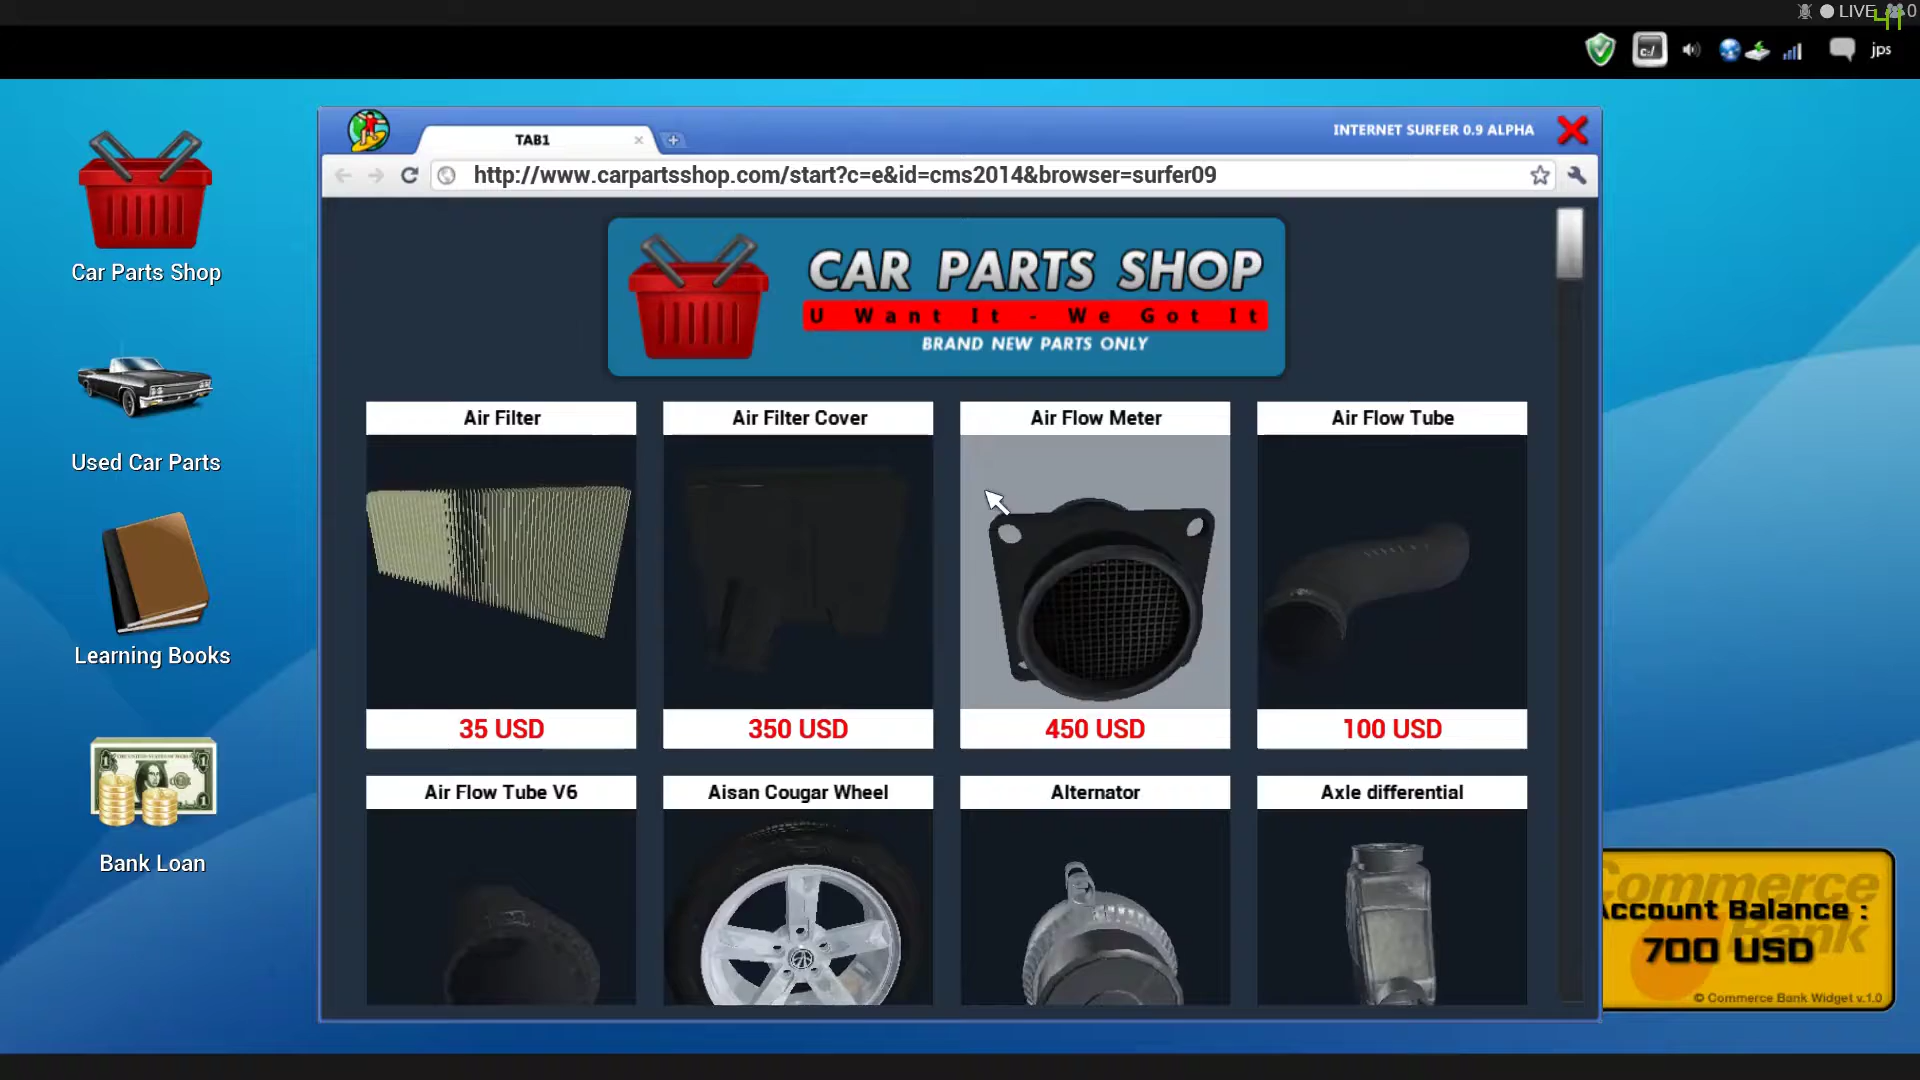 LIVE 0
41
c:/
jps
TAB1
INTERNET SURFER 0.9 ALPHA
http://www.carpartsshop.com/start?c=e&id=cms2014&browser=surfer09
CAR PARTS SHOP
U Want It - We Got It
BRAND NEW PARTS ONLY
Car Parts Shop
Used Car Parts
Learning Books
Bank Loan
Air Filter
Air Filter Cover
Air Flow Meter
Air Flow Tube
35 USD
350 USD
450 USD
100 USD
Air Flow Tube V6
Aisan Cougar Wheel
Alternator
Axle differential
Commerce
Bank
Account Balance :
700 USD
© Commerce Bank Widget v.1.0